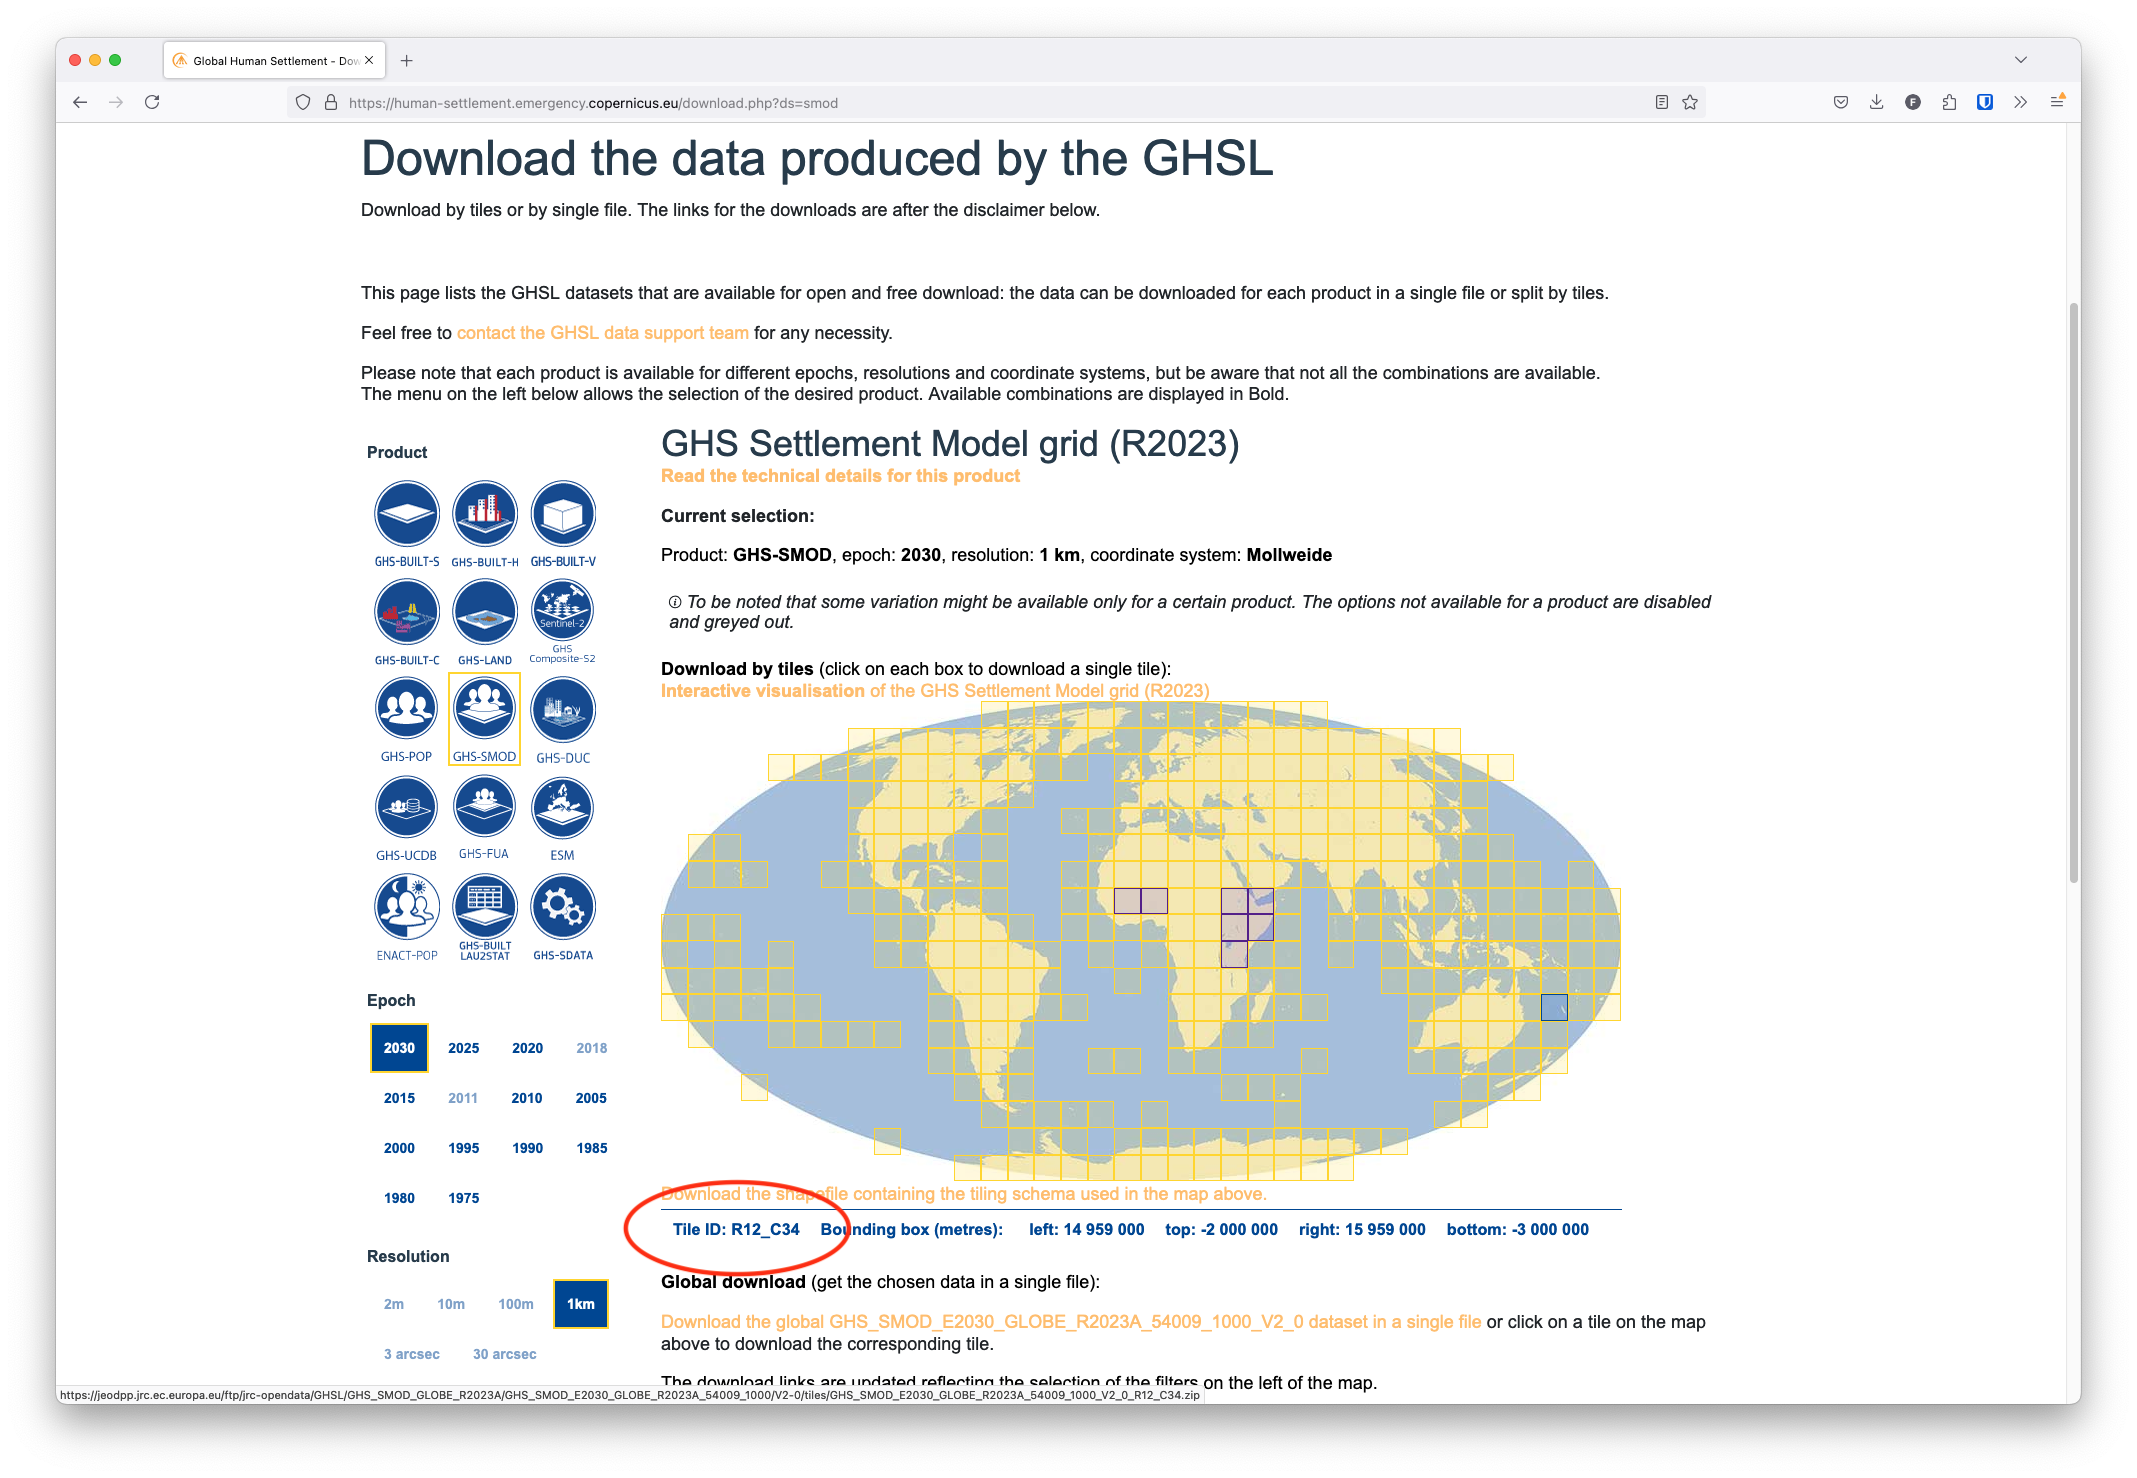 Global Human Settlement - Dow
https://human-settlement.emergency.copernicus.eu/download.php?ds=smod
Download the data produced by the GHSL
Download by tiles or by single file. The links for the downloads are after the disclaimer below.
This page lists the GHSL datasets that are available for open and free download: the data can be downloaded for each product in a single file or split by tiles.
Feel free to contact the GHSL data support team for any necessity.
Please note that each product is available for different epochs, resolutions and coordinate systems, but be aware that not all the combinations are available.
The menu on the left below allows the selection of the desired product. Available combinations are displayed in Bold.
Product
GHS-BUILT-S GHS-BUILT-H GHS-BUILT-V
Sentinel-2
GHS-BUILT-C GHS-LAND GHS Composite-S2
GHS-POP GHS-SMOD GHS-DUC
GHS-UCDB GHS-FUA ESM
ENACT-POP GHS-BUILT LAU2STAT GHS-SDATA
Epoch
2030 2025 2020 2018
2015 2011 2010 2005
2000 1995 1990 1985
1980 1975
Resolution
2m 10m 100m 1km
3 arcsec 30 arcsec
GHS Settlement Model grid (R2023)
Read the technical details for this product
Current selection:
Product: GHS-SMOD, epoch: 2030, resolution: 1 km, coordinate system: Mollweide
To be noted that some variation might be available only for a certain product. The options not available for a product are disabled
and greyed out.
Download by tiles (click on each box to download a single tile):
Interactive visualisation of the GHS Settlement Model grid (R2023)
Download the shapefile containing the tiling schema used in the map above.
Tile ID: R12_C34 Bounding box (metres): left: 14 959 000 top: -2 000 000 right: 15 959 000 bottom: -3 000 000
Global download (get the chosen data in a single file):
Download the global GHS_SMOD_E2030_GLOBE_R2023A_54009_1000_V2_0 dataset in a single file or click on a tile on the map
above to download the corresponding tile.
The download links are updated reflecting the selection of the filters on the left of the map.
https://jeodpp.jrc.ec.europa.eu/ftp/jrc-opendata/GHSL/GHS_SMOD_GLOBE_R2023A/GHS_SMOD_E2030_GLOBE_R2023A_54009_1000/V2-0/tiles/GHS_SMOD_E2030_GLOBE_R2023A_54009_1000_V2_0_R12_C34.zip